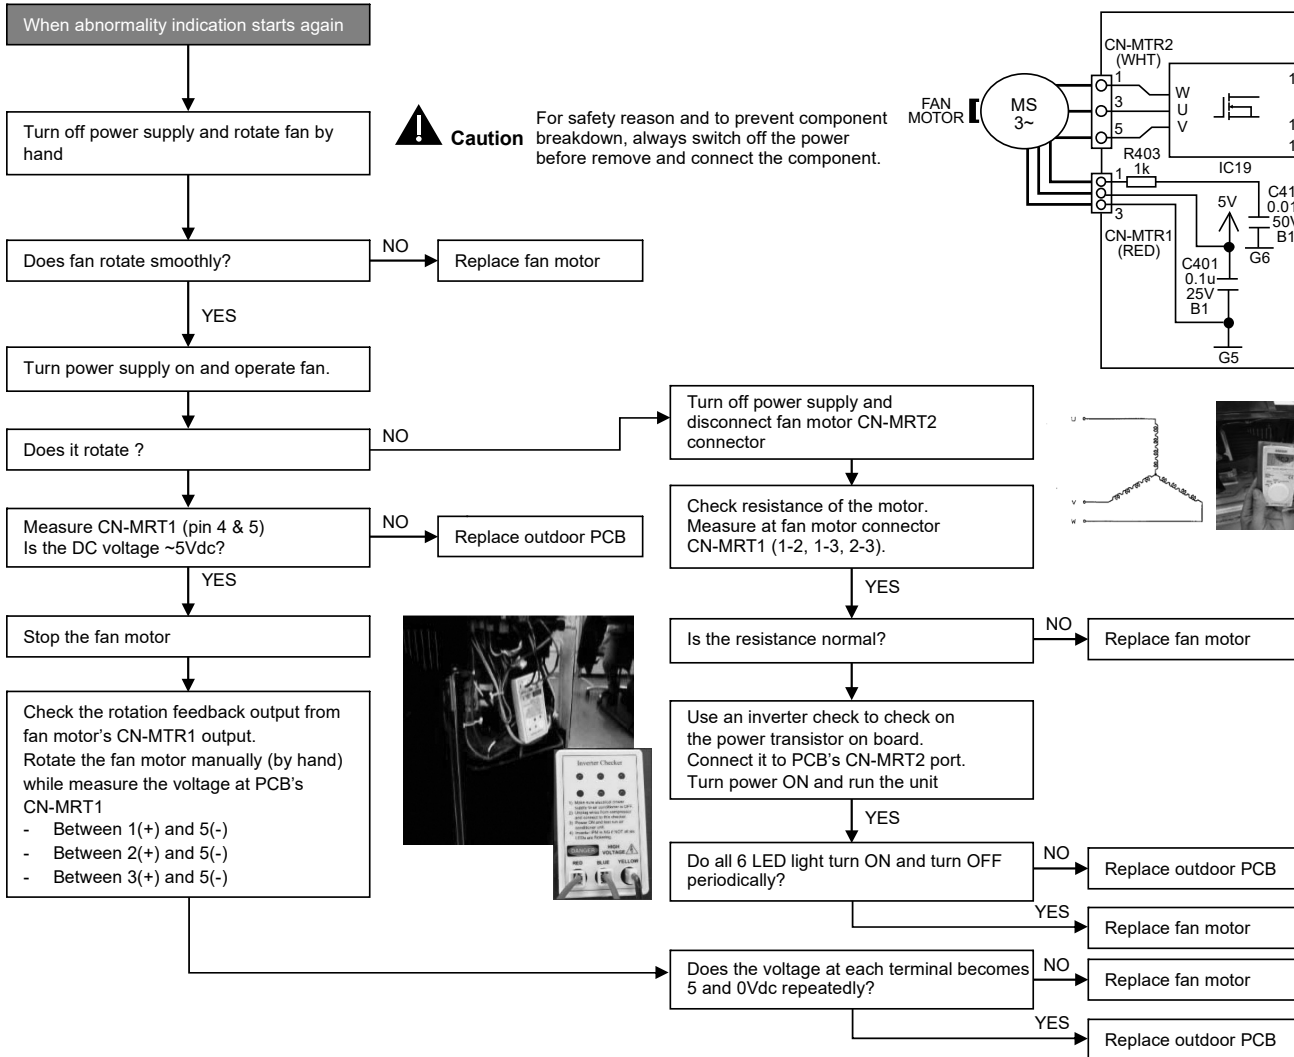 When abnormality indication starts again
Turn off power supply and rotate fan by
hand
Caution
For safety reason and to prevent component
breakdown, always switch off the power
before remove and connect the component.
Does fan rotate smoothly?
NO
Replace fan motor
YES
Turn power supply on and operate fan.
Does it rotate ?
NO
Turn off power supply and
disconnect fan motor CN-MRT2
connector
Measure CN-MRT1 (pin 4 & 5)
Is the DC voltage ~5Vdc?
NO
Replace outdoor PCB
YES
Check resistance of the motor.
Measure at fan motor connector
CN-MRT1 (1-2, 1-3, 2-3).
YES
Stop the fan motor
Is the resistance normal?
NO
Replace fan motor
Check the rotation feedback output from
fan motor's CN-MTR1 output.
Rotate the fan motor manually (by hand)
while measure the voltage at PCB's
CN-MRT1
- Between 1(+) and 5(-)
- Between 2(+) and 5(-)
- Between 3(+) and 5(-)
Use an inverter check to check on
the power transistor on board.
Connect it to PCB's CN-MRT2 port.
Turn power ON and run the unit
YES
Do all 6 LED light turn ON and turn OFF
periodically?
NO
Replace outdoor PCB
YES
Replace fan motor
Does the voltage at each terminal becomes
5 and 0Vdc repeatedly?
NO
Replace fan motor
YES
Replace outdoor PCB
CN-MTR2
(WHT)
FAN
MOTOR
MS
3~
1
3
5
W
U
V
1
1
1
IC19
R403
1k
1
3
CN-MTR1
(RED)
5V
C41
0.01
50V
B1
G6
C401
0.1u
25V
B1
G5
U
V
W
Inverter Checker
DANGER
HIGH
VOLTAGE
RED BLUE YELLOW